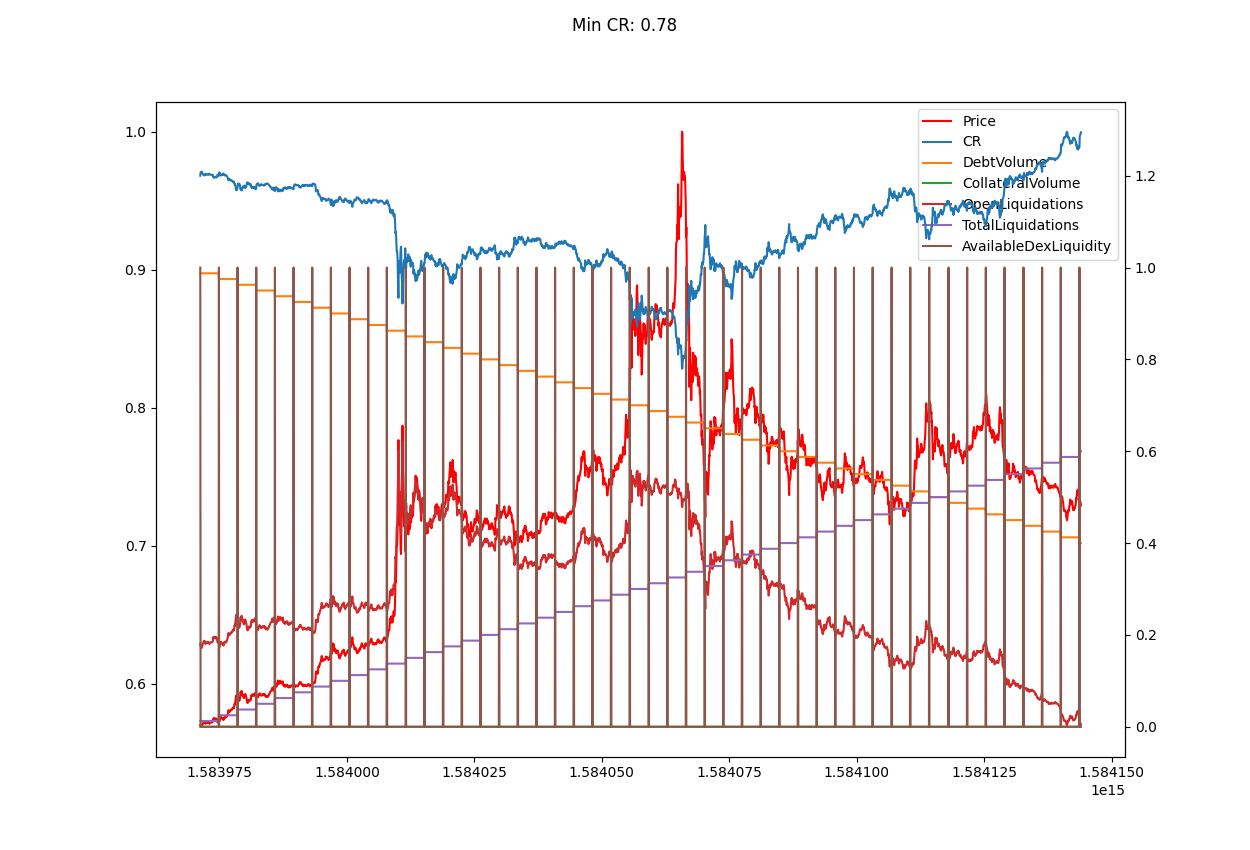 Min CR: 0.78
1.0
0.9
0.8
0.7
0.6
1.2
1.0
0.8
0.6
0.4
0.2
0.0
Price
CR
DebtVolume
CollateralVolume
OpenLiquidations
TotalLiquidations
AvailableDexLiquidity
1.583975 1.584000 1.584025 1.584050 1.584075 1.584100 1.584125 1.584150
1e15